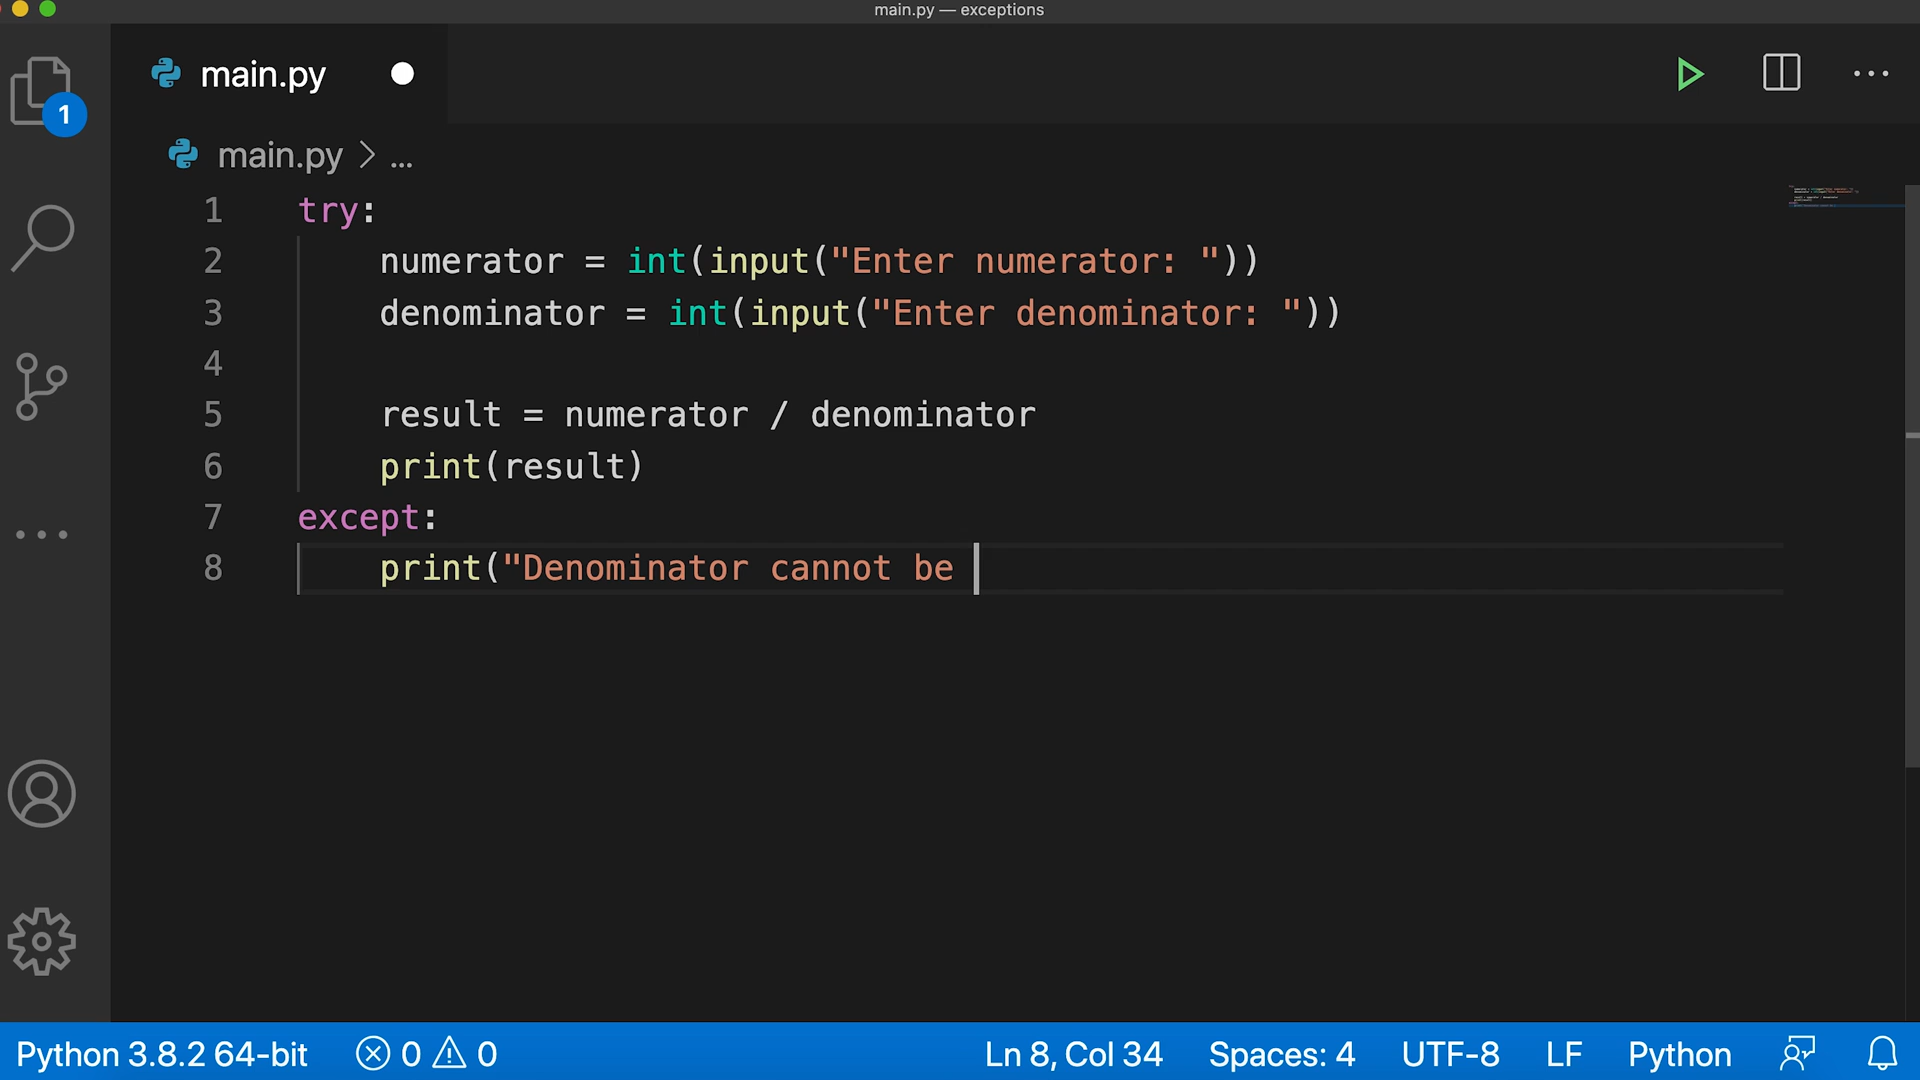 main.py — exceptions
1
main.py
main.py > ...
1 try:
2     numerator = int(input("Enter numerator: "))
3     denominator = int(input("Enter denominator: "))
4
5     result = numerator / denominator
6     print(result)
7 except:
8     print("Denominator cannot be
Python 3.8.2 64-bit 0 0 Ln 8, Col 34 Spaces: 4 UTF-8 LF Python